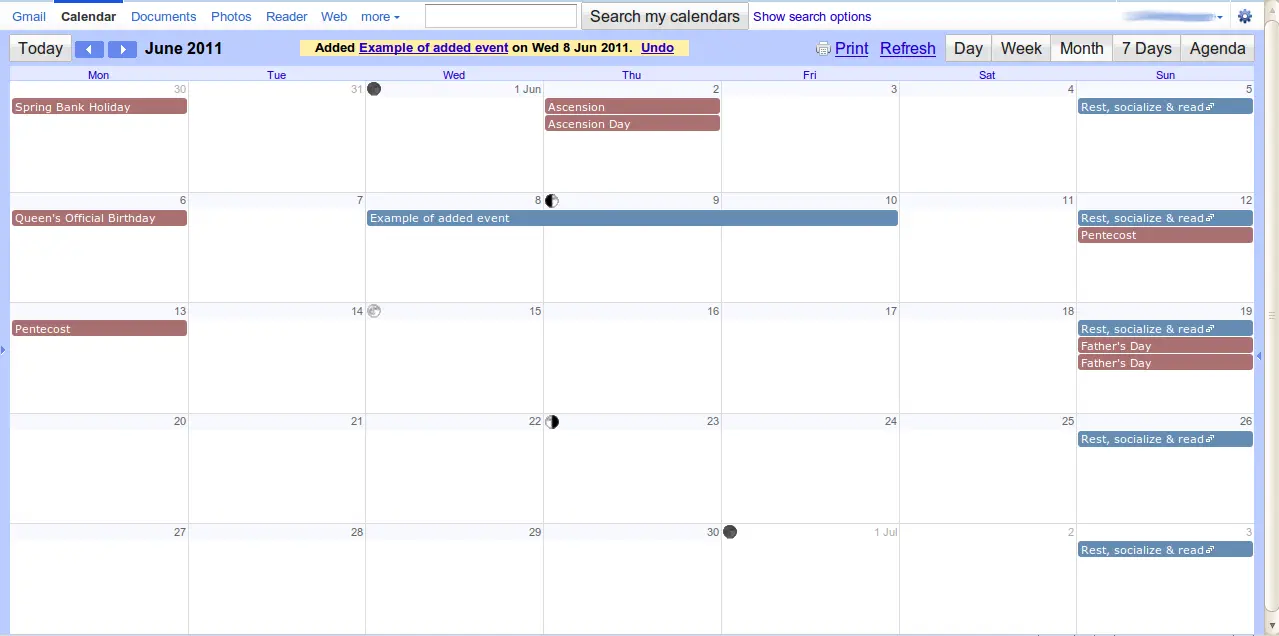 Gmail Calendar Documents Photos Reader Web more Search my calendars Show search options
Today June 2011 Added Example of added event on Wed 8 Jun 2011. Undo Print Refresh Day Week Month 7 Days Agenda
Mon Tue Wed Thu Fri Sat Sun
30 31 1 Jun 2 3 4 5
Spring Bank Holiday Ascension Rest, socialize & read
Ascension Day
6 7 8 9 10 11 12
Queen's Official Birthday Example of added event Rest, socialize & read
Pentecost
13 14 15 16 17 18 19
Pentecost Rest, socialize & read
Father's Day
Father's Day
20 21 22 23 24 25 26
Rest, socialize & read
27 28 29 30 1 Jul 2 3
Rest, socialize & read